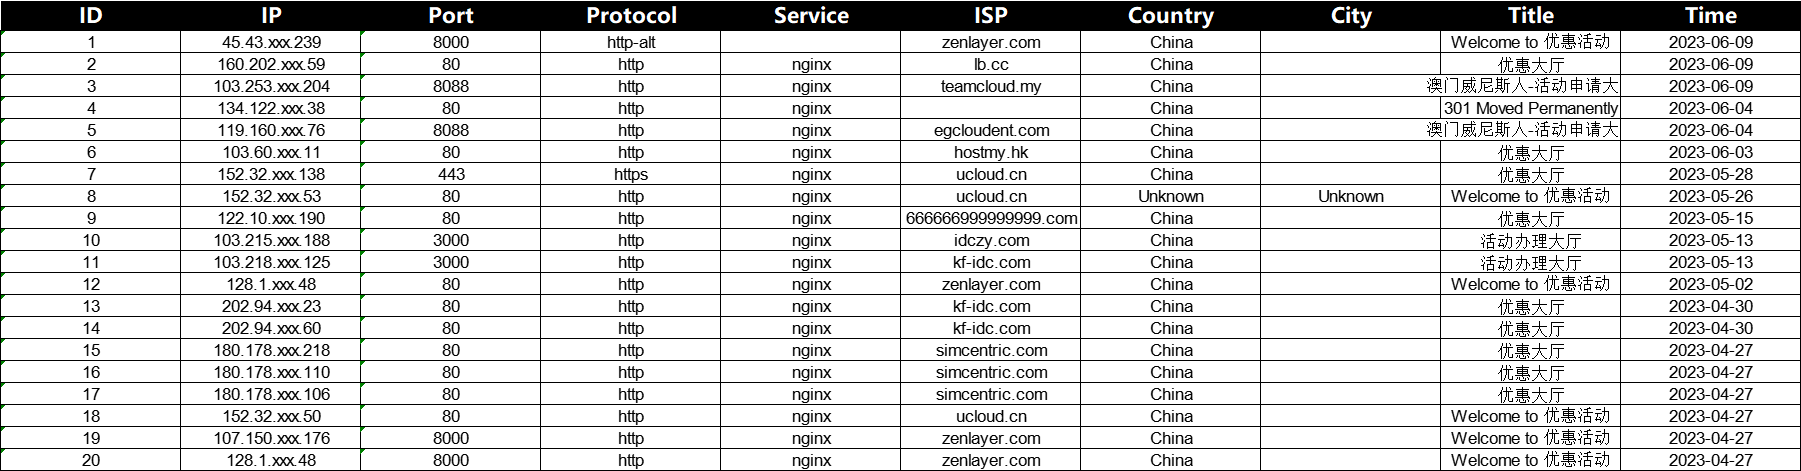 ID IP Port Protocol Service ISP Country City Title Time
1 45.43.xxx.239 8000 http-alt zenlayer.com China Welcome to 优惠活动 2023-06-09
2 160.202.xxx.59 80 http nginx lb.cc China 优惠大厅 2023-06-09
3 103.253.xxx.204 8088 http nginx teamcloud.my China 澳门威尼斯人-活动申请大 2023-06-09
4 134.122.xxx.38 80 http nginx China 301 Moved Permanently 2023-06-04
5 119.160.xxx.76 8088 http nginx egcloudent.com China 澳门威尼斯人-活动申请大 2023-06-04
6 103.60.xxx.11 80 http nginx hostmy.hk China 优惠大厅 2023-06-03
7 152.32.xxx.138 443 https nginx ucloud.cn China 优惠大厅 2023-05-28
8 152.32.xxx.53 80 http nginx ucloud.cn Unknown Unknown Welcome to 优惠活动 2023-05-26
9 122.10.xxx.190 80 http nginx 666666999999999.com China 优惠大厅 2023-05-15
10 103.215.xxx.188 3000 http nginx idczy.com China 活动办理大厅 2023-05-13
11 103.218.xxx.125 3000 http nginx kf-idc.com China 活动办理大厅 2023-05-13
12 128.1.xxx.48 80 http nginx zenlayer.com China Welcome to 优惠活动 2023-05-02
13 202.94.xxx.23 80 http nginx kf-idc.com China 优惠大厅 2023-04-30
14 202.94.xxx.60 80 http nginx kf-idc.com China 优惠大厅 2023-04-30
15 180.178.xxx.218 80 http nginx simcentric.com China 优惠大厅 2023-04-27
16 180.178.xxx.110 80 http nginx simcentric.com China 优惠大厅 2023-04-27
17 180.178.xxx.106 80 http nginx simcentric.com China 优惠大厅 2023-04-27
18 152.32.xxx.50 80 http nginx ucloud.cn China Welcome to 优惠活动 2023-04-27
19 107.150.xxx.176 8000 http nginx zenlayer.com China Welcome to 优惠活动 2023-04-27
20 128.1.xxx.48 8000 http nginx zenlayer.com China Welcome to 优惠活动 2023-04-27